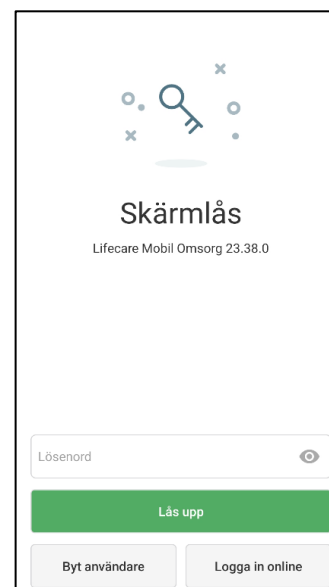 Skärmlås
Lifecare Mobil Omsorg 23.38.0
Lösenord
Lås upp
Byt användare
Logga in online